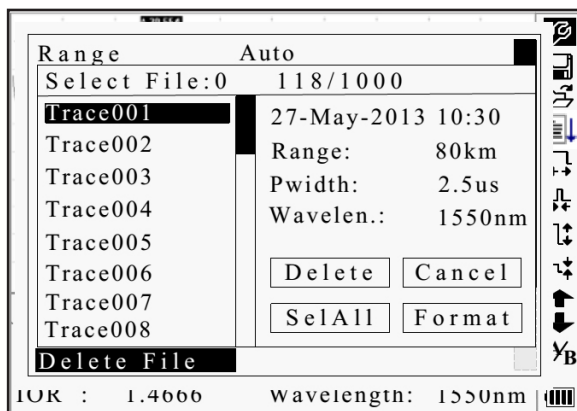 Range Auto
Select File:0 118/1000
Trace001
Trace002
Trace003
Trace004
Trace005
Trace006
Trace007
Trace008
27-May-2013 10:30
Range: 80km
Pwidth: 2.5us
Wavelen.: 1550nm
Delete Cancel
SelAll Format
Delete File
IOR : 1.4666 Wavelength: 1550nm
A/B